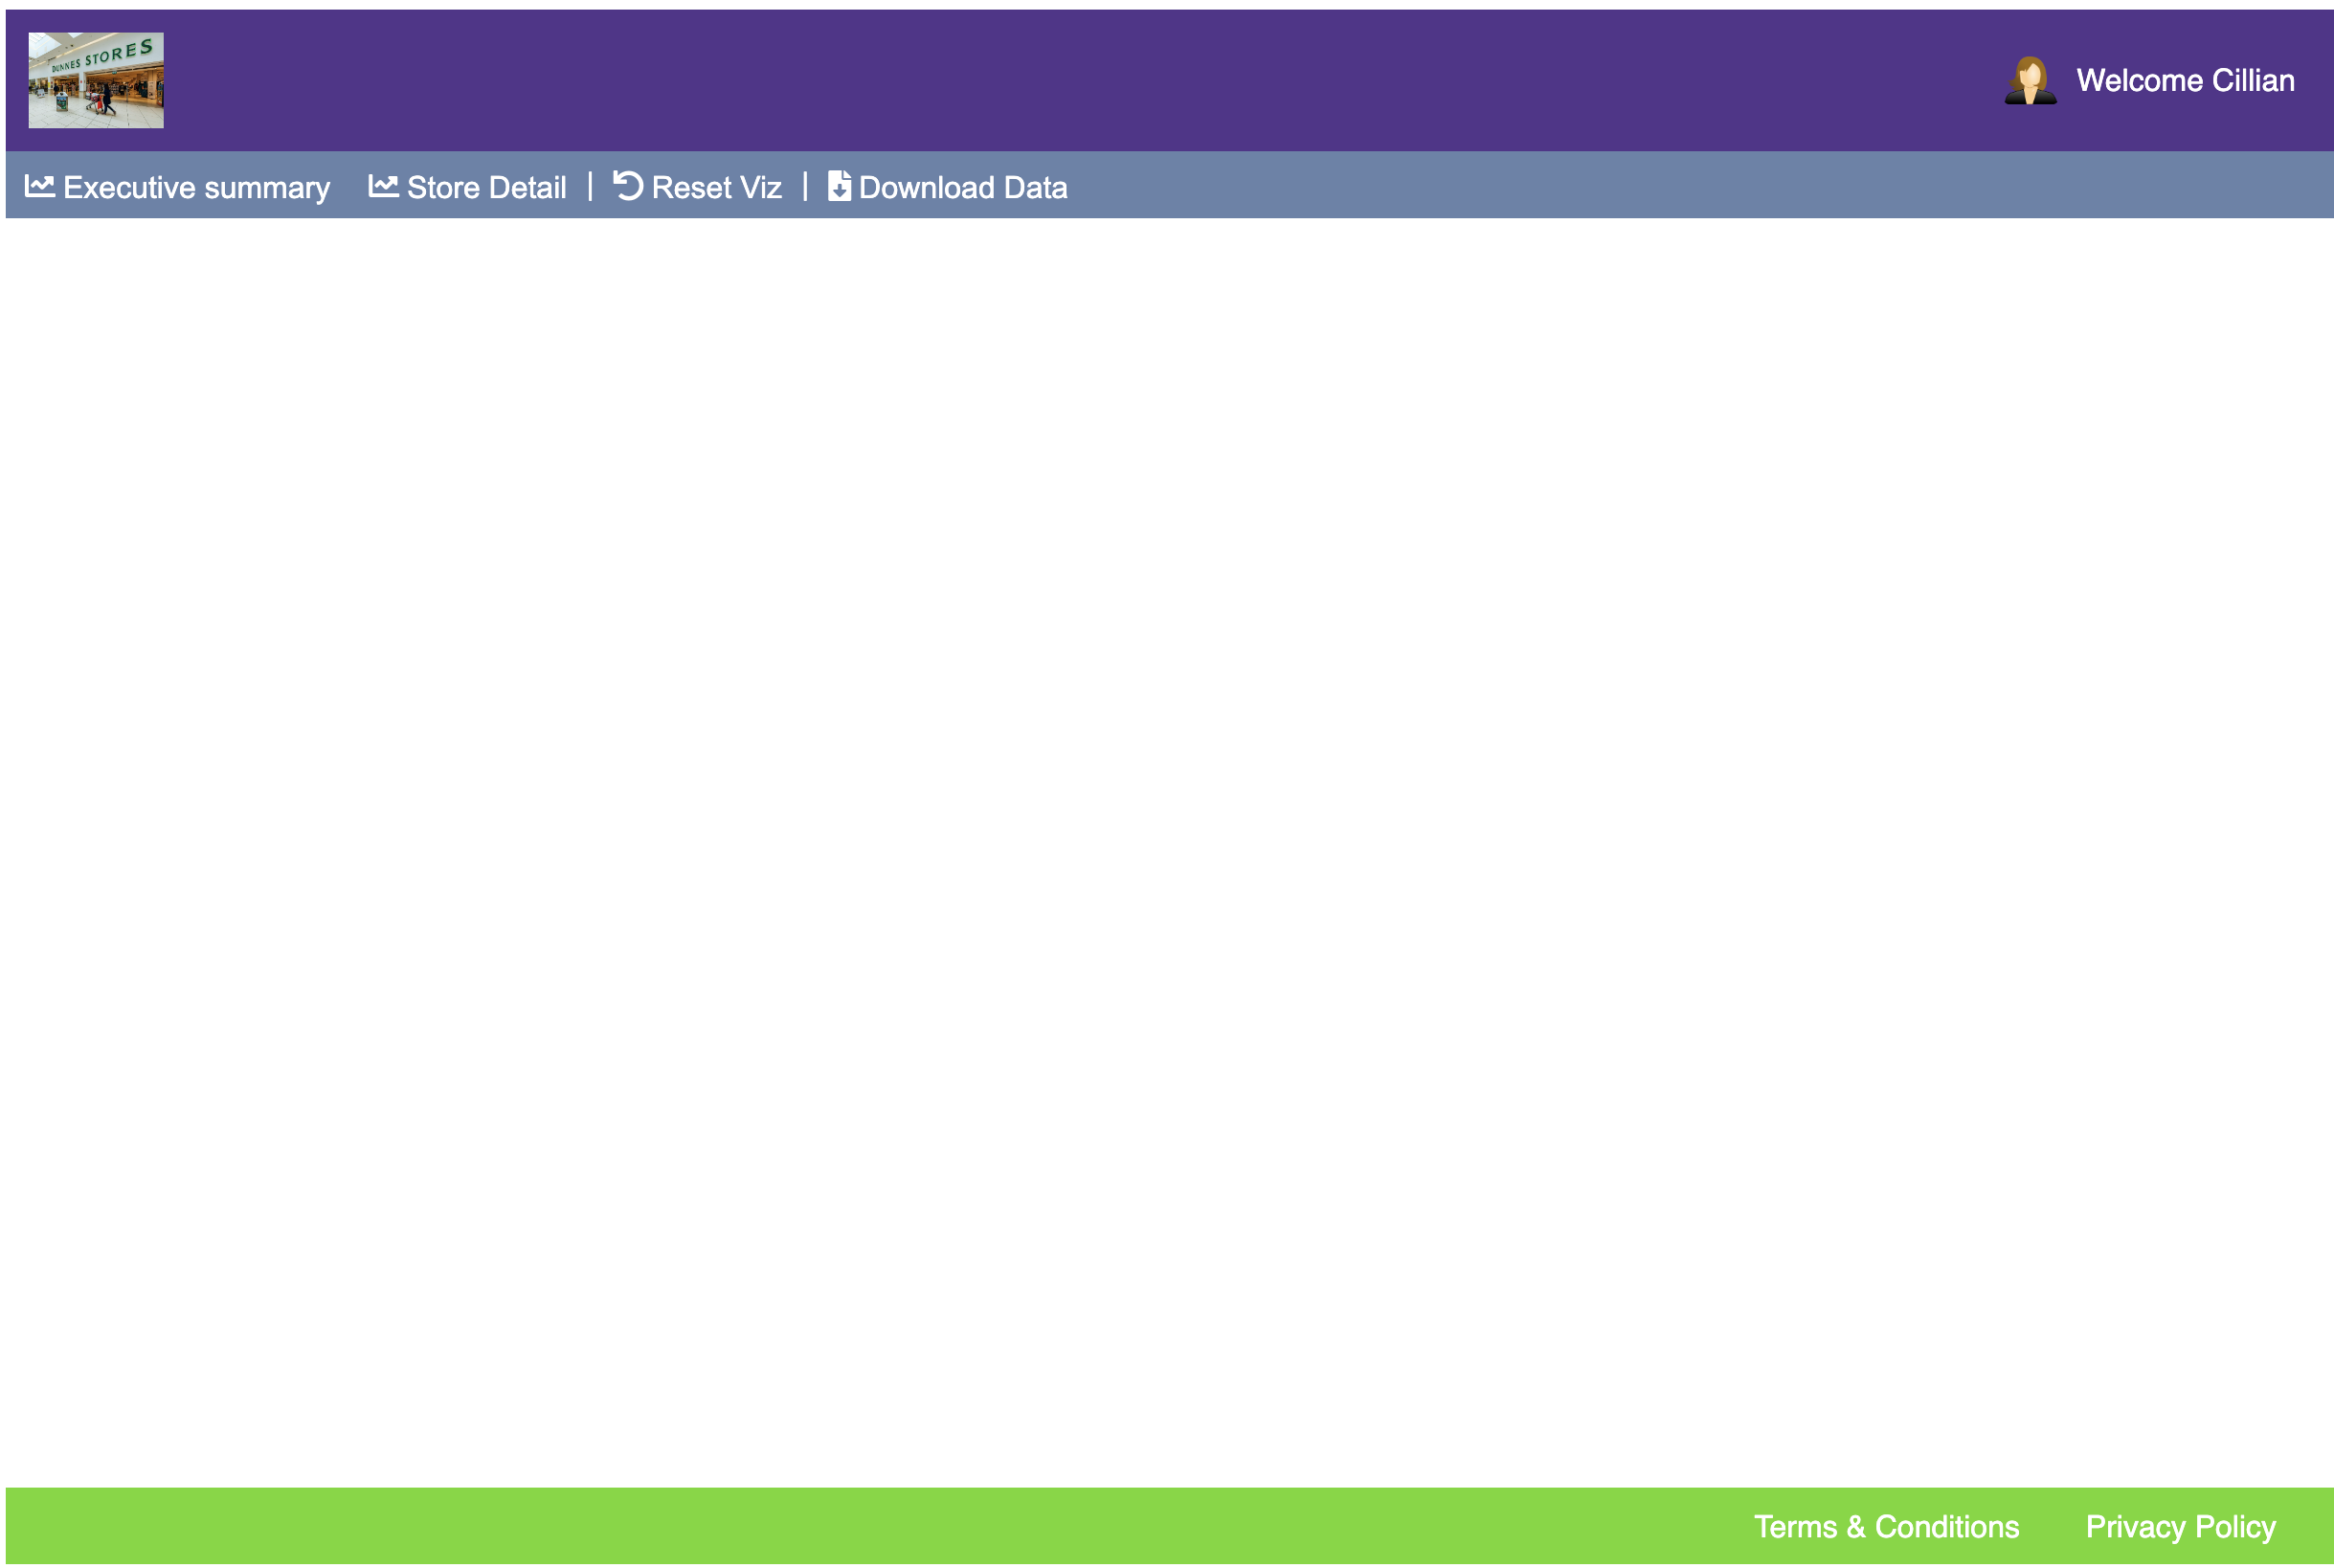 DUNNES STORES
Welcome Cillian
Executive summary Store Detail | Reset Viz | Download Data
Terms & Conditions Privacy Policy